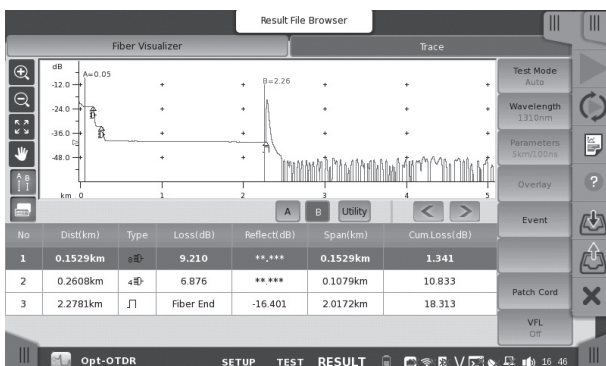 Result File Browser
Fiber Visualizer
Trace
dB
A=0.05
B=2.26
-12.0
-24.0
-36.0
-48.0
km 0 1 2 3 4 5
A B Utility
No Dist(km) Type Loss(dB) Reflect(dB) Span(km) Cum.Loss(dB)
1 0.1529km 8 9.210 **.*** 0.1529km 1.341
2 0.2608km 4 6.876 **.*** 0.1079km 10.833
3 2.2781km Fiber End -16.401 2.0172km 18.313
Test Mode
Auto
Wavelength
1310nm
Parameters
5km/100ns
Overlay
Event
Patch Cord
VFL
Off
Opt-OTDR SETUP TEST RESULT 16 46